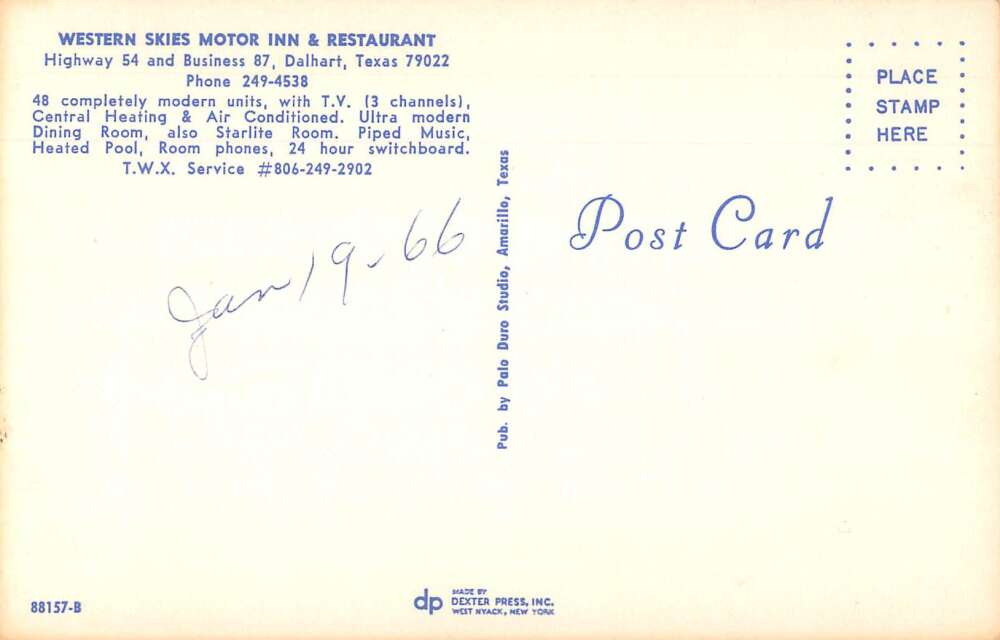 WESTERN SKIES MOTOR INN & RESTAURANT
Highway 54 and Business 87, Dalhart, Texas 79022
Phone 249-4538
48 completely modern units, with T.V. (3 channels),
Central Heating & Air Conditioned. Ultra modern
Dining Room, also Starlite Room. Piped Music,
Heated Pool, Room phones, 24 hour switchboard.
T.W.X. Service #806-249-2902
Jan 19-66
Pub. by Palo Duro Studio, Amarillo, Texas
PLACE
STAMP
HERE
Post Card
88157-B
dp
MADE BY
DEXTER PRESS, INC.
WEST NYACK, NEW YORK